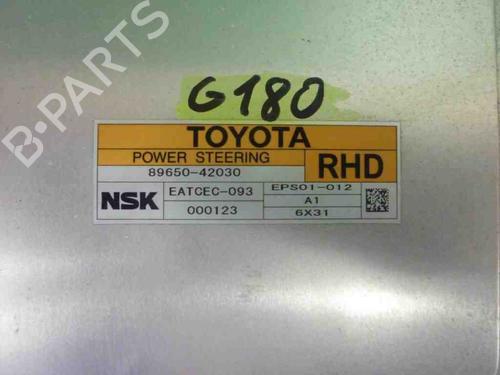 B-PARTS
G180
TOYOTA
POWER STEERING
89650-42030
RHD
NSK
EATCEC-093
EPS01-012
A1
000123
6X31